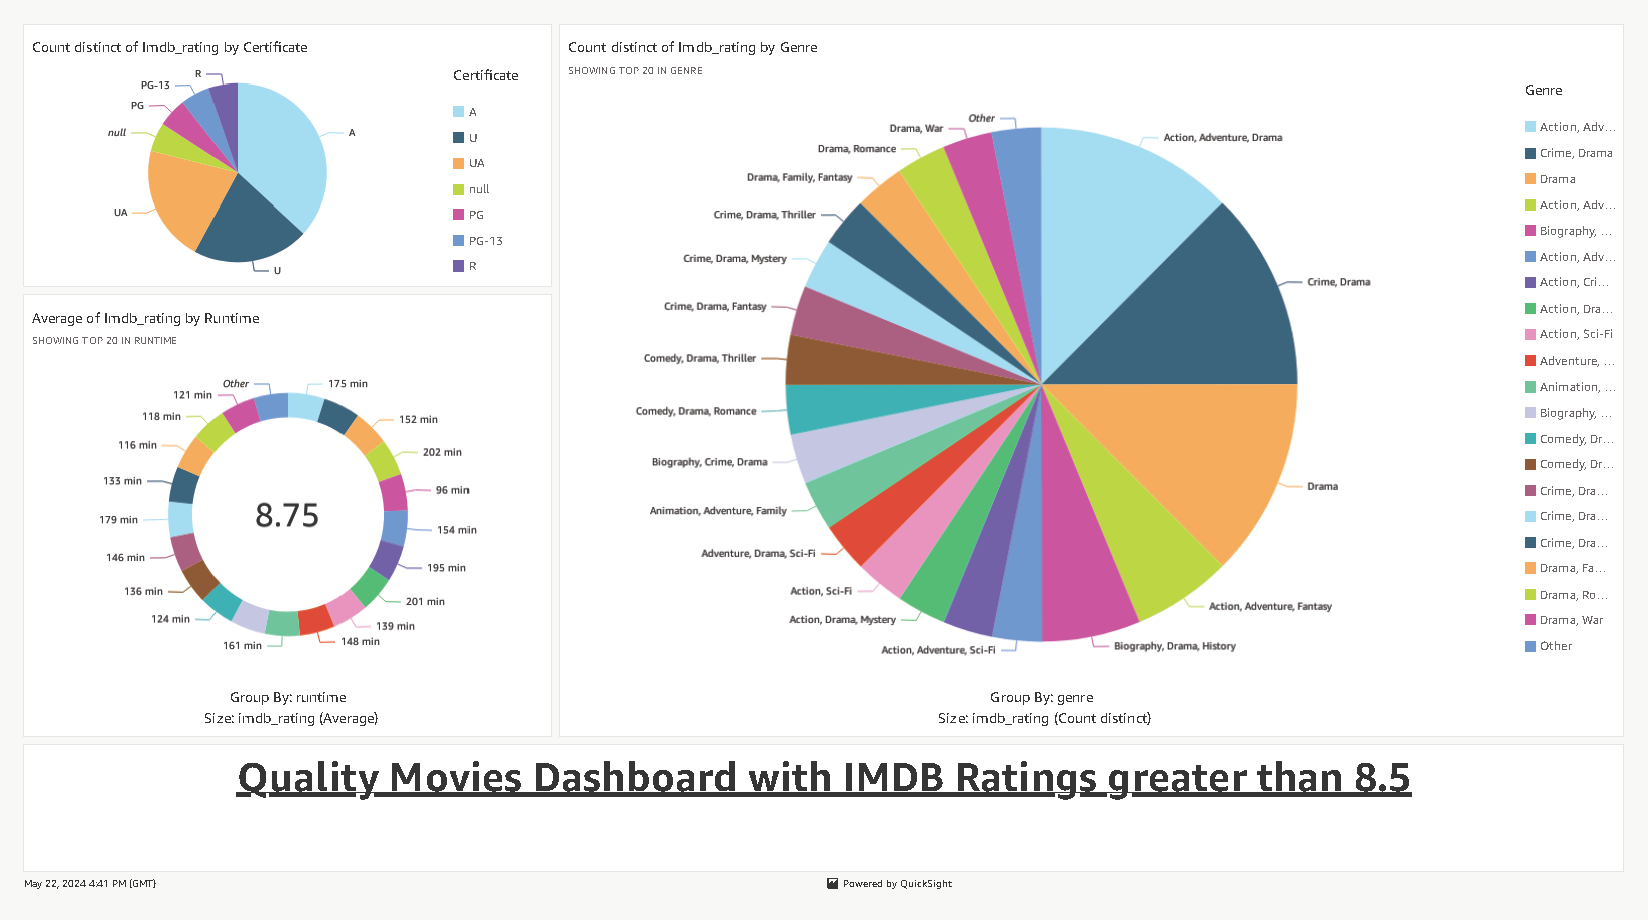 Count distinct of Imdb_rating by Certificate
R
PG-13
PG
null
A
UA
U
Certificate
A
U
UA
null
PG
PG-13
R
Average of Imdb_rating by Runtime
SHOWING TOP 20 IN RUNTIME
Other
175 min
121 min
118 min
152 min
116 min
202 min
133 min
96 min
179 min
154 min
146 min
195 min
136 min
201 min
124 min
139 min
161 min
148 min
8.75
Group By: runtime
Size: imdb_rating (Average)
Count distinct of Imdb_rating by Genre
SHOWING TOP 20 IN GENRE
Other
Drama, War
Action, Adventure, Drama
Drama, Romance
Drama, Family, Fantasy
Crime, Drama, Thriller
Crime, Drama, Mystery
Crime, Drama
Crime, Drama, Fantasy
Comedy, Drama, Thriller
Comedy, Drama, Romance
Biography, Crime, Drama
Drama
Animation, Adventure, Family
Adventure, Drama, Sci-Fi
Action, Sci-Fi
Action, Adventure, Fantasy
Action, Drama, Mystery
Action, Adventure, Sci-Fi
Biography, Drama, History
Group By: genre
Size: imdb_rating (Count distinct)
Genre
Action, Adv...
Crime, Drama
Drama
Action, Adv...
Biography, ...
Action, Adv...
Action, Cri...
Action, Dra...
Action, Sci-Fi
Adventure, ...
Animation, ...
Biography, ...
Comedy, Dr...
Comedy, Dr...
Crime, Dra...
Crime, Dra...
Crime, Dra...
Drama, Fa...
Drama, Ro...
Drama, War
Other
Quality Movies Dashboard with IMDB Ratings greater than 8.5
May 22, 2024 4:41 PM (GMT)
Powered by QuickSight